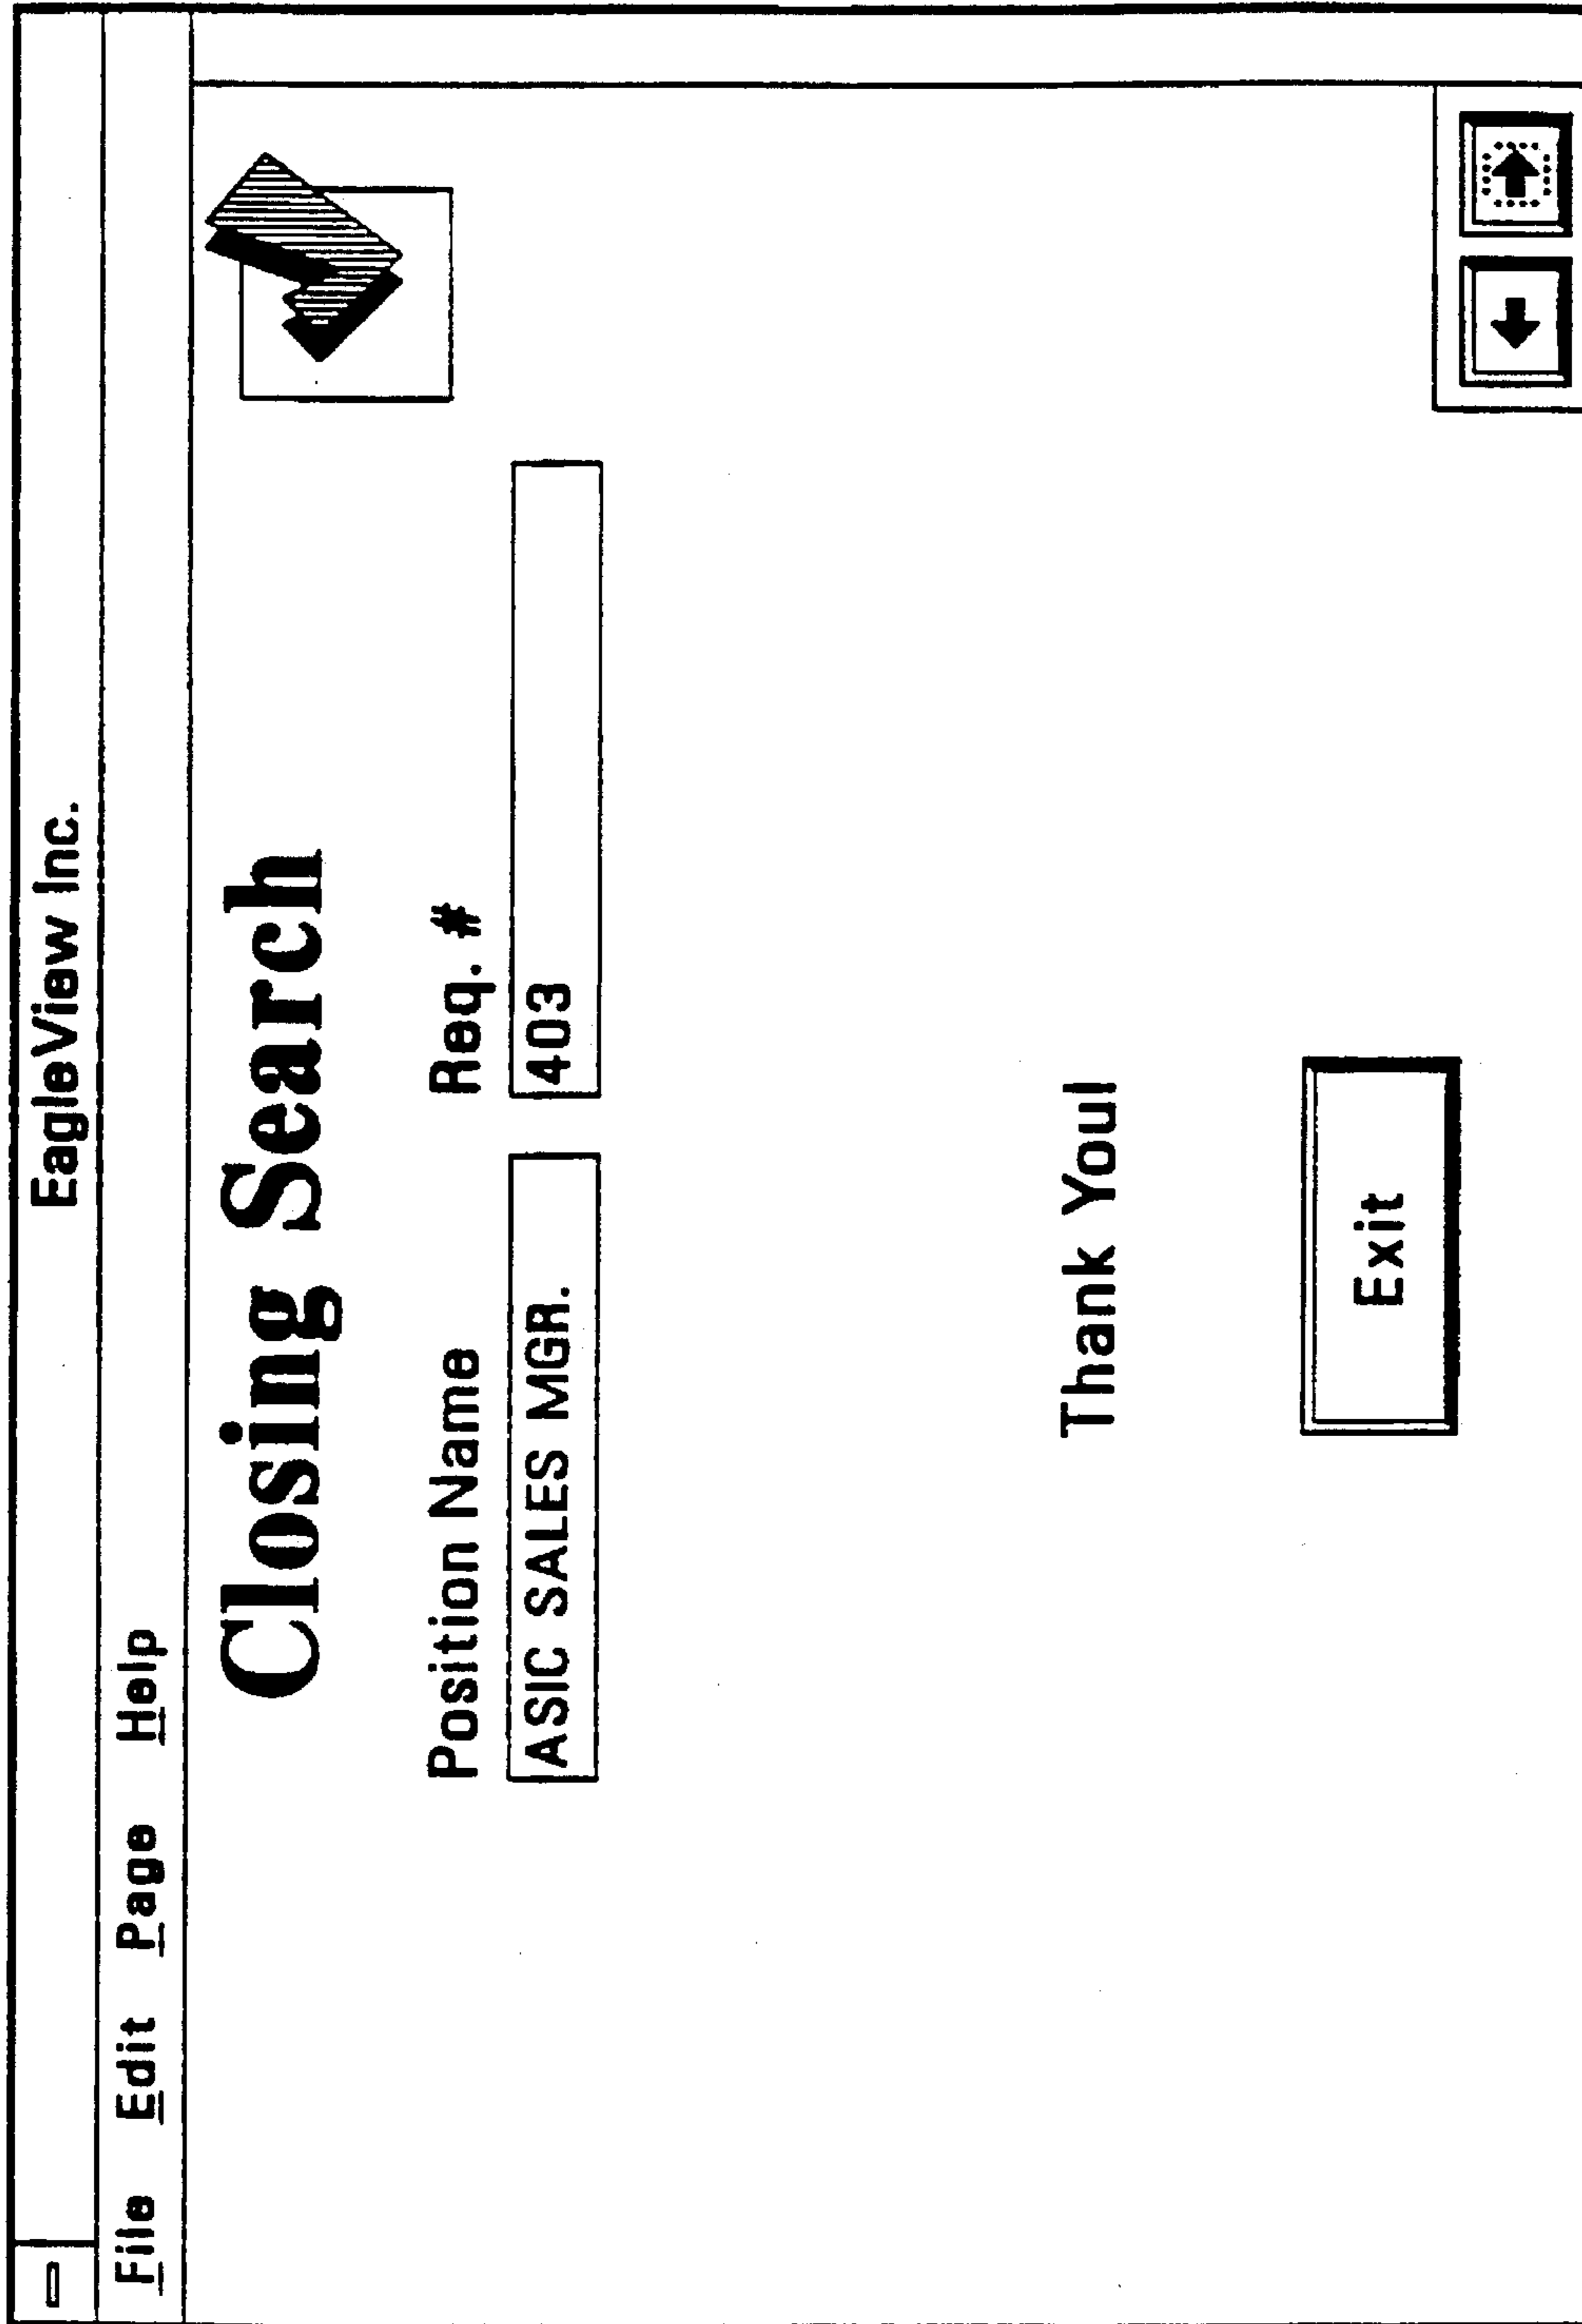 EagleView Inc.
File Edit Page Help
Closing Search
Position Name Req. #
ASIC SALES MGR. 403
Thank You!
Exit